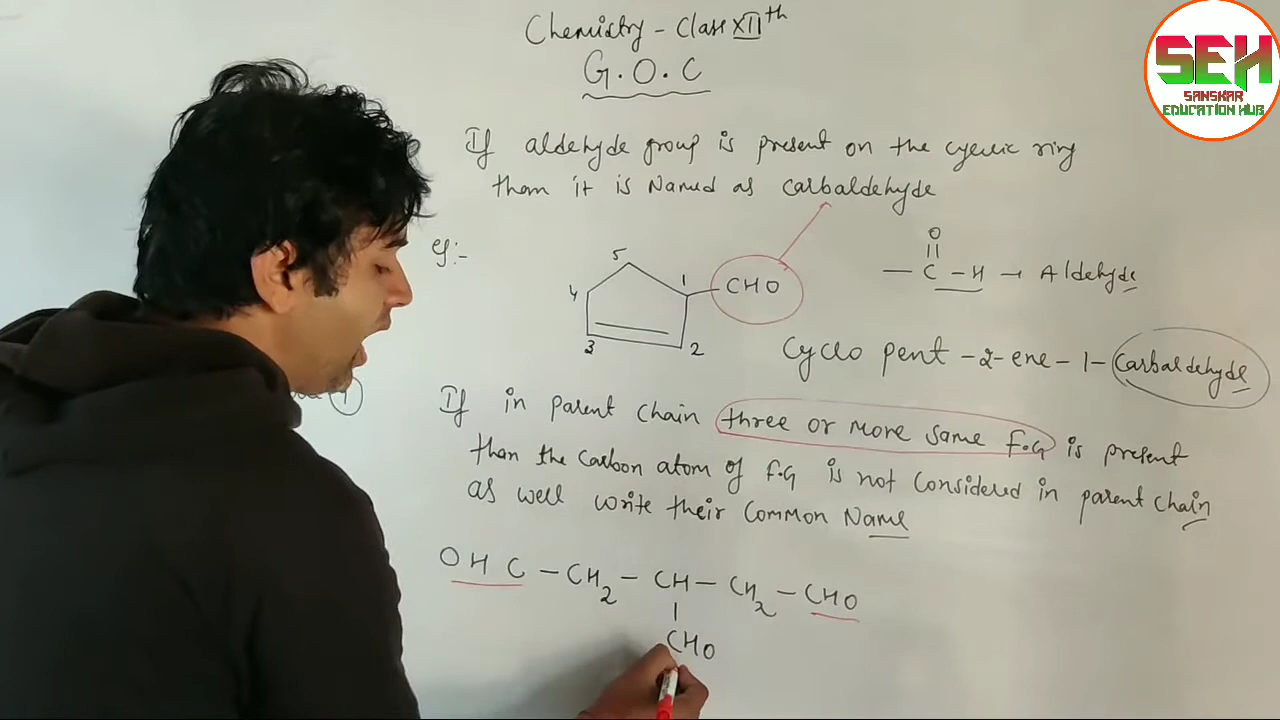 Chemistry - Class XIIth
G.O.C
SEH
SANSKAR
EDUCATION HUB
If aldehyde group is present on the cyclic ring
then it is Named as Carbaldehyde
Eg:-
5
4
1
CHO
3
2
O
— C — H → Aldehyde
Cyclo pent -2- ene - 1 - Carbaldehyde
If in parent chain three or more same F.G is present
than the carbon atom of F.G is not considered in parent chain
as well write their Common Name
OHC — CH2 — CH — CH2 — CHO
CHO